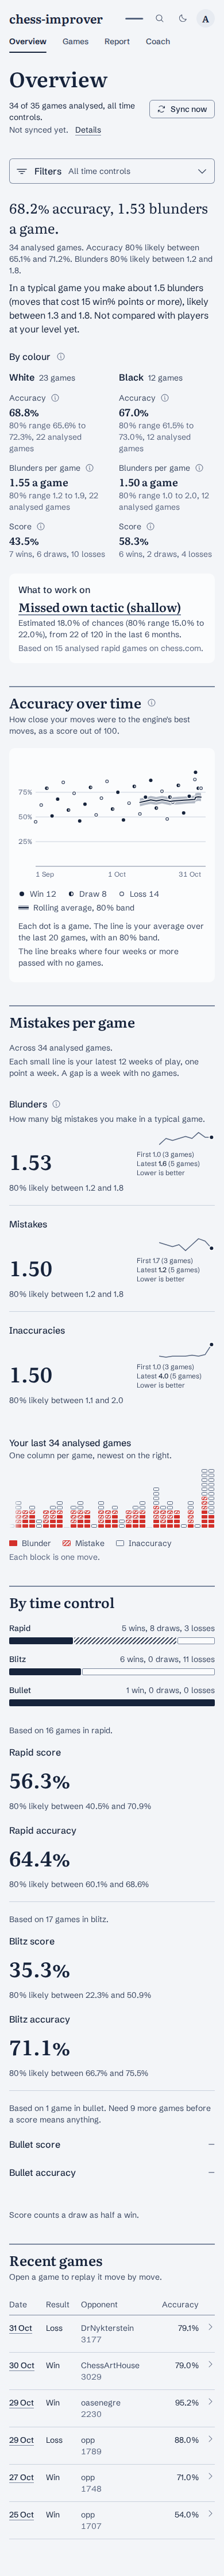 chess-improver
A
Overview Games Report Coach
Overview
34 of 35 games analysed, all time
controls.
Sync now
Not synced yet. Details
Filters All time controls
68.2% accuracy, 1.53 blunders
a game.
34 analysed games. Accuracy 80% likely between
65.1% and 71.2%. Blunders 80% likely between 1.2 and
1.8.
In a typical game you make about 1.5 blunders
(moves that cost 15 win% points or more), likely
between 1.3 and 1.8. Not compared with players
at your level yet.
By colour
White 23 games
Accuracy
68.8%
80% range 65.6% to
72.3%, 22 analysed
games
Blunders per game
1.55 a game
80% range 1.2 to 1.9, 22
analysed games
Score
43.5%
7 wins, 6 draws, 10 losses
Black 12 games
Accuracy
67.0%
80% range 61.5% to
73.0%, 12 analysed
games
Blunders per game
1.50 a game
80% range 1.0 to 2.0, 12
analysed games
Score
58.3%
6 wins, 2 draws, 4 losses
What to work on
Missed own tactic (shallow)
Estimated 18.0% of chances (80% range 15.0% to
22.0%), from 22 of 120 in the last 6 months.
Based on 15 analysed rapid games on chess.com.
Accuracy over time
How close your moves were to the engine's best
moves, as a score out of 100.
75%
50%
25%
1 Sep 1 Oct 31 Oct
Win 12 Draw 8 Loss 14
Rolling average, 80% band
Each dot is a game. The line is your average over
the last 20 games, with an 80% band.
The line breaks where four weeks or more
passed with no games.
Mistakes per game
Across 34 analysed games.
Each small line is your latest 12 weeks of play, one
point a week. A gap is a week with no games.
Blunders
How many big mistakes you make in a typical game.
1.53
80% likely between 1.2 and 1.8
First 1.0 (3 games)
Latest 1.6 (5 games)
Lower is better
Mistakes
1.50
80% likely between 1.2 and 1.8
First 1.7 (3 games)
Latest 1.2 (5 games)
Lower is better
Inaccuracies
1.50
80% likely between 1.1 and 2.0
First 1.0 (3 games)
Latest 4.0 (5 games)
Lower is better
Your last 34 analysed games
One column per game, newest on the right.
Blunder Mistake Inaccuracy
Each block is one move.
By time control
Rapid 5 wins, 8 draws, 3 losses
Blitz 6 wins, 0 draws, 11 losses
Bullet 1 win, 0 draws, 0 losses
Based on 16 games in rapid.
Rapid score
56.3%
80% likely between 40.5% and 70.9%
Rapid accuracy
64.4%
80% likely between 60.1% and 68.6%
Based on 17 games in blitz.
Blitz score
35.3%
80% likely between 22.3% and 50.9%
Blitz accuracy
71.1%
80% likely between 66.7% and 75.5%
Based on 1 game in bullet. Need 9 more games before
a score means anything.
Bullet score –
Bullet accuracy –
Score counts a draw as half a win.
Recent games
Open a game to replay it move by move.
Date Result Opponent Accuracy
31 Oct Loss DrNykterstein 79.1%
3177
30 Oct Win ChessArtHouse 79.0%
3029
29 Oct Win oasenegre 95.2%
2230
29 Oct Loss opp 88.0%
1789
27 Oct Win opp 71.0%
1748
25 Oct Win opp 54.0%
1707